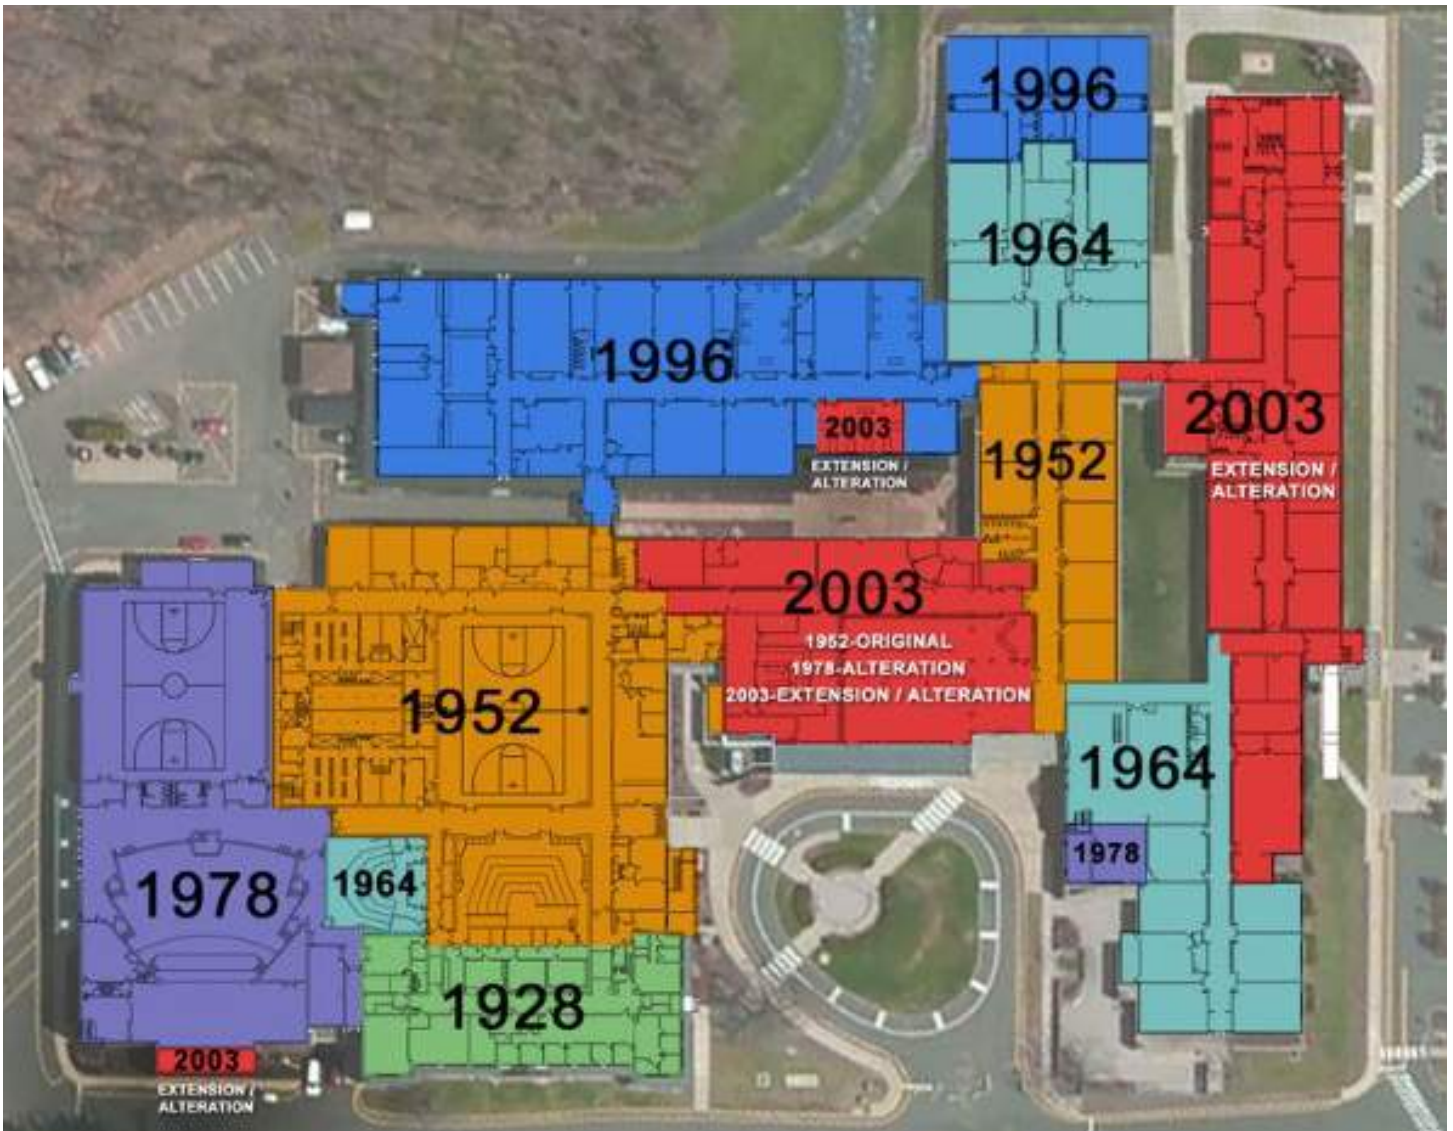 1996
1964
1996
2003
EXTENSION /
ALTERATION
2003
EXTENSION /
ALTERATION
1952
2003
1952-ORIGINAL
1978-ALTERATION
2003-EXTENSION / ALTERATION
1952
1964
1978
1978
1964
1928
2003
EXTENSION /
ALTERATION